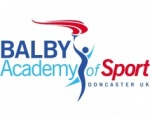 BALBY
Academy of Sport
DONCASTER UK